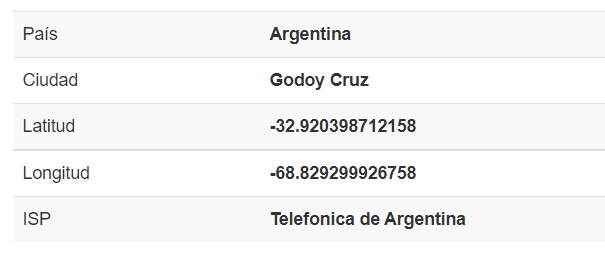 País Argentina
Ciudad Godoy Cruz
Latitud -32.920398712158
Longitud -68.829299926758
ISP Telefonica de Argentina